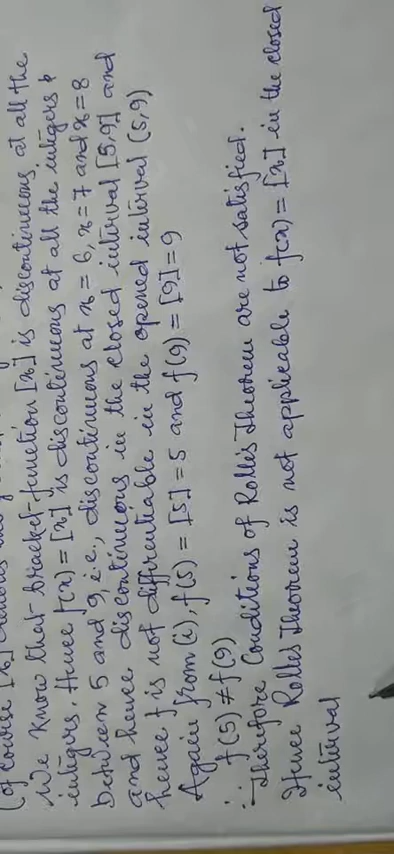 (of course [x] denotes
We know that bracket-function [x] is discontinuous at all the
integers. Hence f(x) = [x] is discontinuous at all the integers
between 5 and 9, i.e., discontinuous at x = 6, x = 7 and x = 8
and hence discontinuous in the closed interval [5,9] and
hence f is not differentiable in the opened interval (5,9)
Again from (i), f(5) = [5] = 5 and f(9) = [9] = 9
∴ f(5) ≠ f(9)
Therefore Conditions of Rolle's Theorem are not satisfied.
Hence Rolle's Theorem is not applicable to f(x) = [x] in the closed
interval